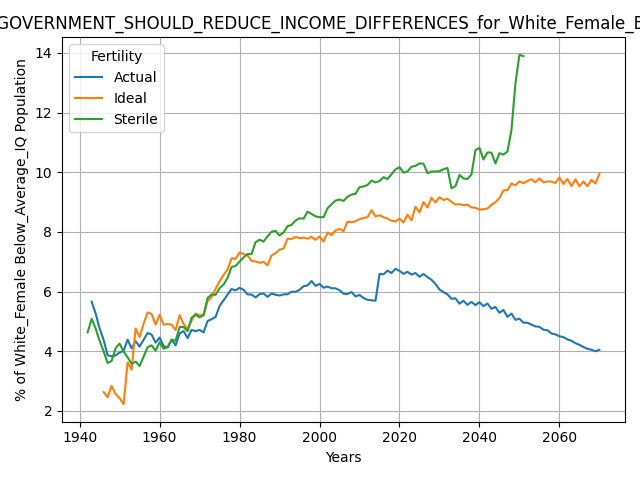 GOVERNMENT_SHOULD_REDUCE_INCOME_DIFFERENCES_for_White_Female_
14
12
10
8
6
4
2
% of White_Female Below_Average_IQ Population
Fertility
Actual
Ideal
Sterile
1940
1960
1980
2000
2020
2040
2060
Years